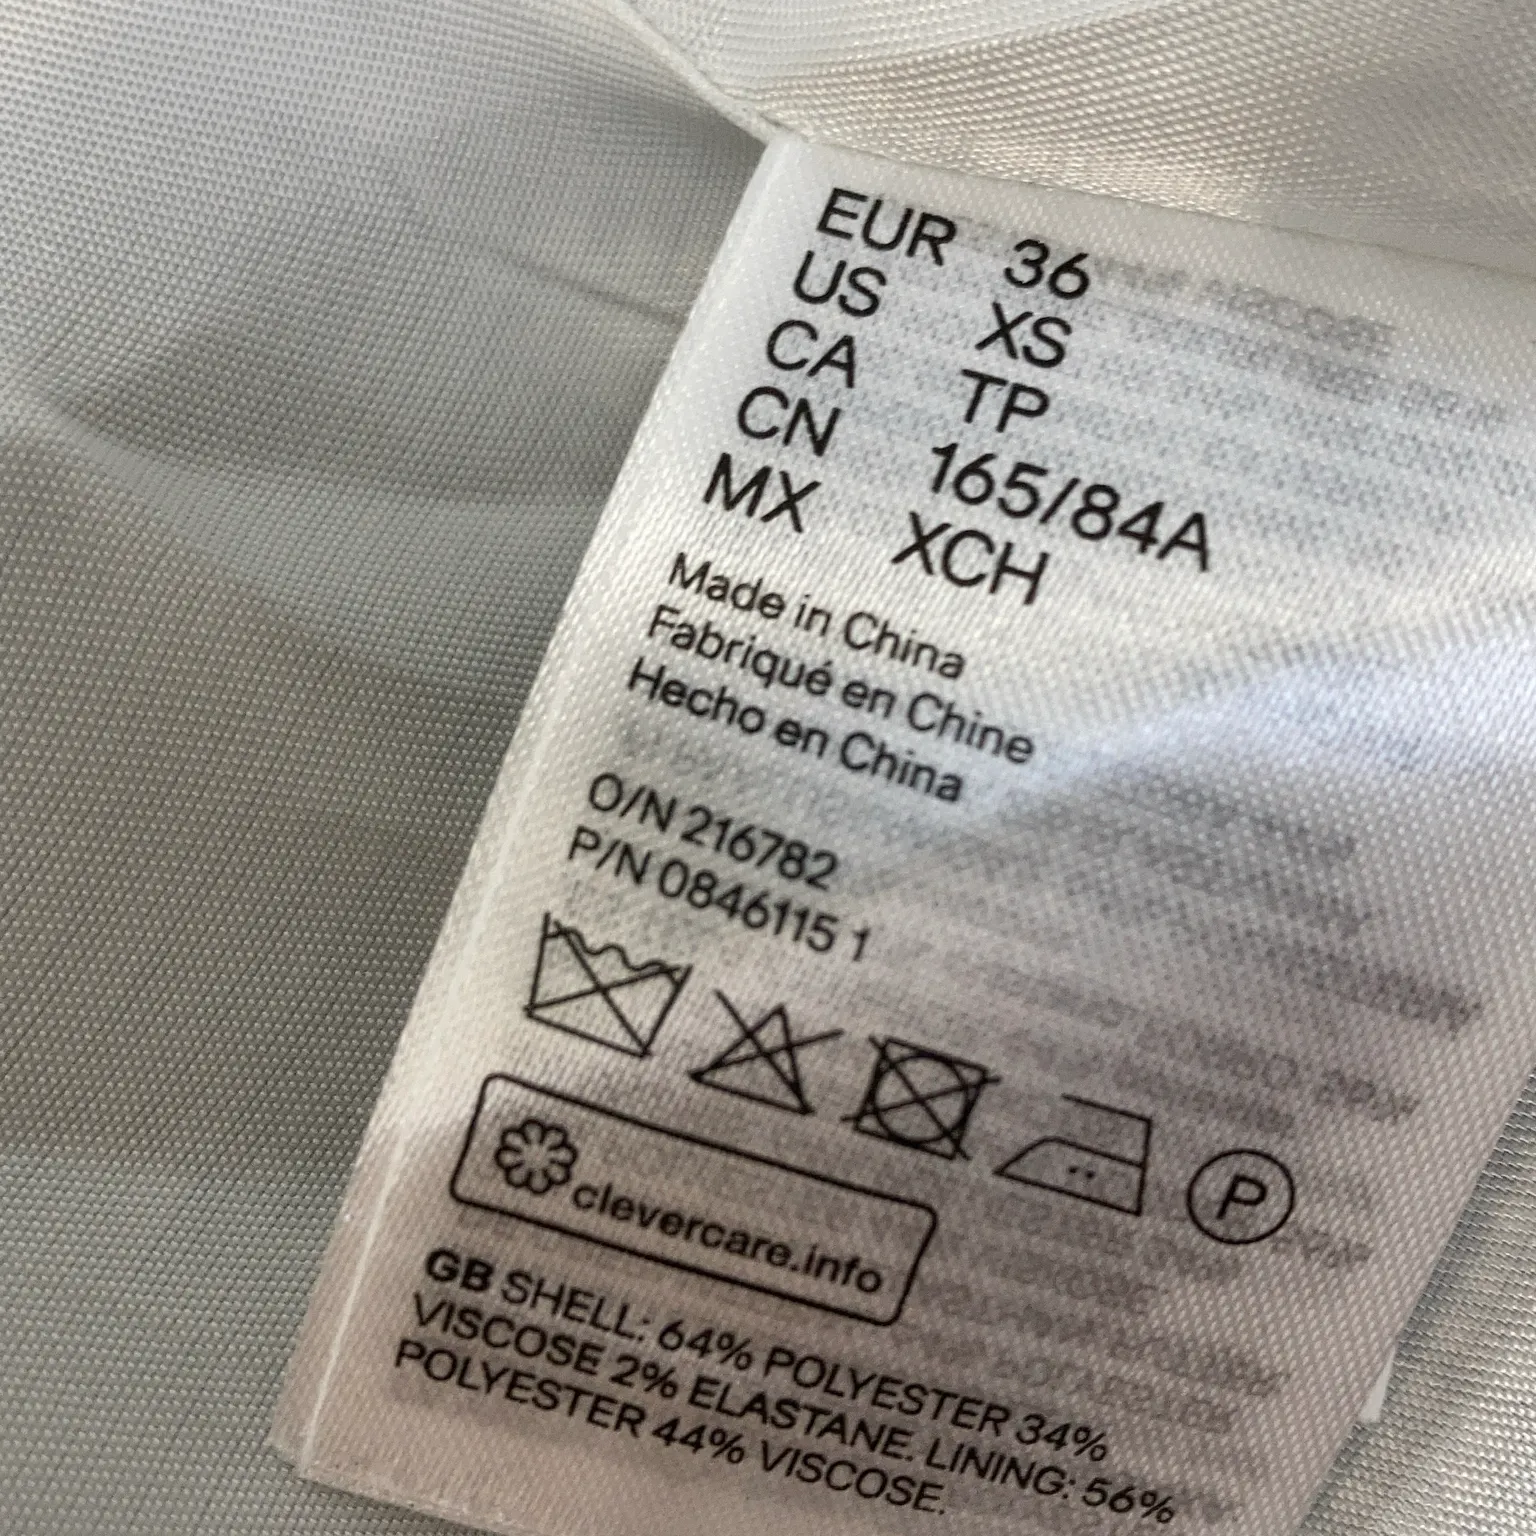 EUR 36
US XS
CA TP
CN 165/84A
MX XCH
Made in China
Fabriqué en Chine
Hecho en China
O/N 216782
P/N 0846115 1
P
clevercare.info
GB SHELL: 64% POLYESTER 34%
VISCOSE 2% ELASTANE. LINING: 56%
POLYESTER 44% VISCOSE.